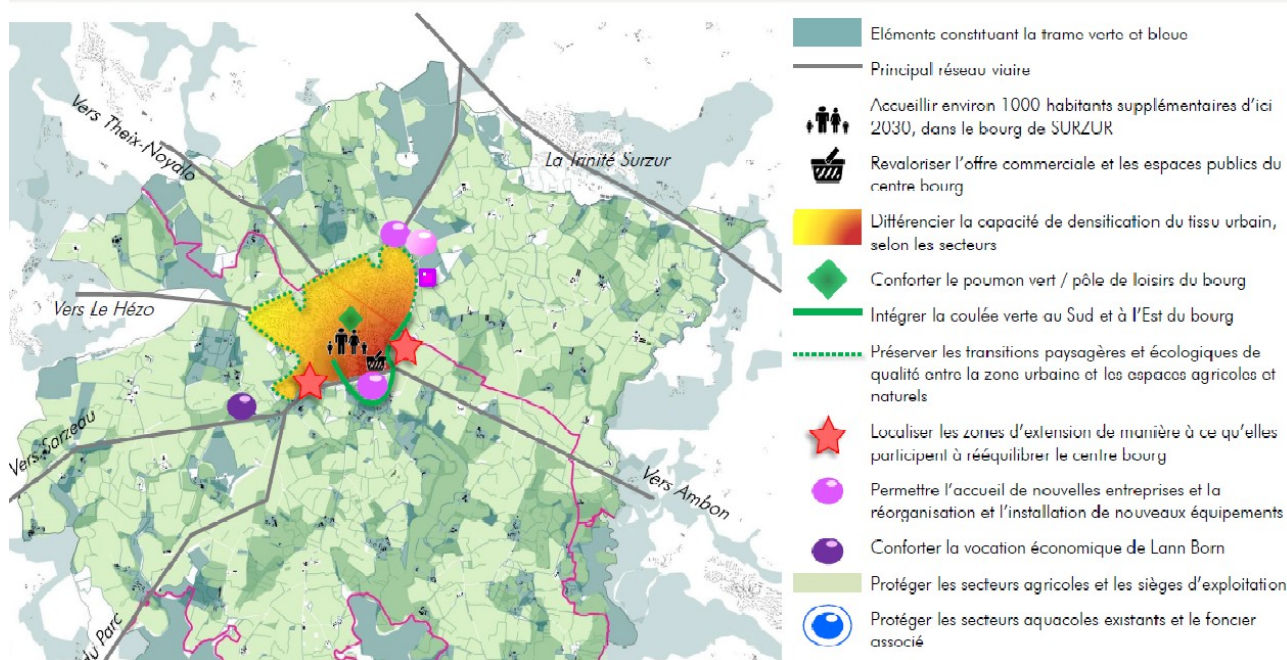 Vers Theix-Noyalo
La Trinité Surzur
Vers Le Hézo
Vers Sarzeau
Vers Ambon
du Parc
Eléments constituant la trame verte et bleue
Principal réseau viaire
Accueillir environ 1000 habitants supplémentaires d'ici
2030, dans le bourg de SURZUR
Revaloriser l'offre commerciale et les espaces publics du
centre bourg
Différencier la capacité de densification du tissu urbain,
selon les secteurs
Conforter le poumon vert / pôle de loisirs du bourg
Intégrer la coulée verte au Sud et à l'Est du bourg
Préserver les transitions paysagères et écologiques de
qualité entre la zone urbaine et les espaces agricoles et
naturels
Localiser les zones d'extension de manière à ce qu'elles
participent à rééquilibrer le centre bourg
Permettre l'accueil de nouvelles entreprises et la
réorganisation et l'installation de nouveaux équipements
Conforter la vocation économique de Lann Born
Protéger les secteurs agricoles et les sièges d'exploitation
Protéger les secteurs aquacoles existants et le foncier
associé